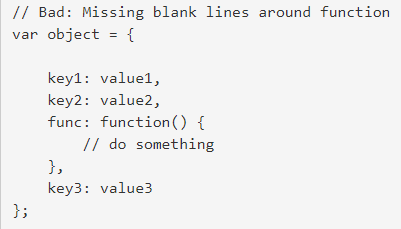 // Bad: Missing blank lines around function
var object = {

    key1: value1,
    key2: value2,
    func: function() {
        // do something
    },
    key3: value3
};